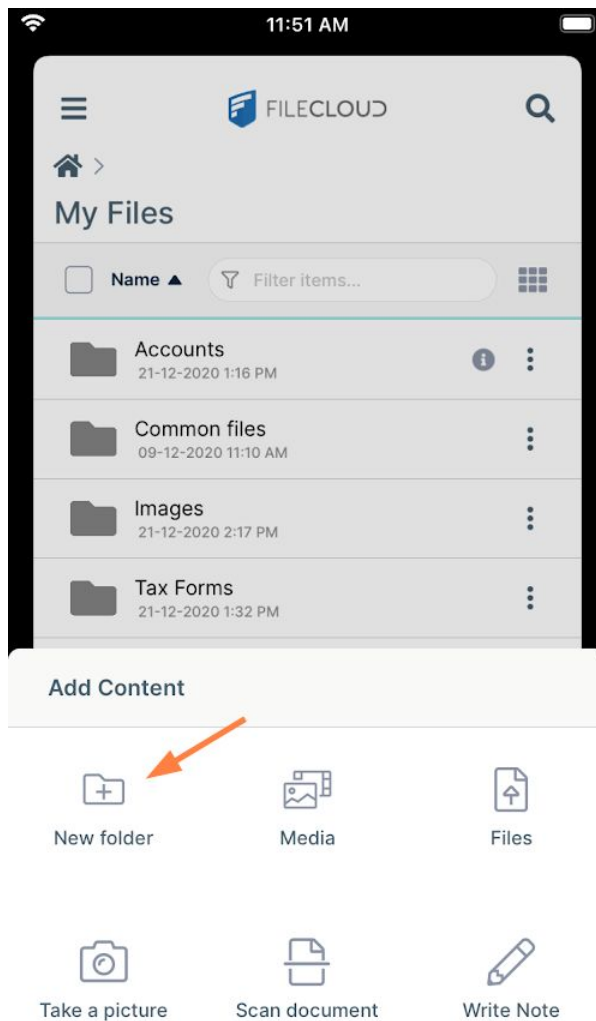 11:51 AM
FILECLOUD
My Files
Name
Filter items...
Accounts
21-12-2020 1:16 PM
Common files
09-12-2020 11:10 AM
Images
21-12-2020 2:17 PM
Tax Forms
21-12-2020 1:32 PM
Add Content
New folder Media Files
Take a picture Scan document Write Note